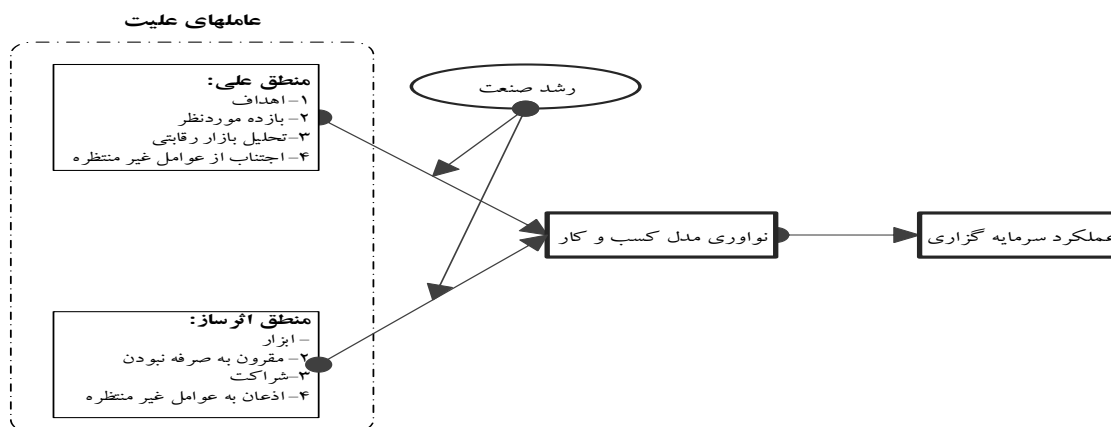 عاملهای علیت
منطق علی:
۱-اهداف
۲- بازده موردنظر
۳-تحلیل بازار رقابتی
۴- اجتناب از عوامل غیر منتظره
رشد صنعت
نواوری مدل کسب و کار
عملکرد سرمایه گزاری
منطق اثرساز:
- ابزار
۲- مقرون به صرفه نبودن
۳-شراکت
۴- اذعان به عوامل غیر منتظره